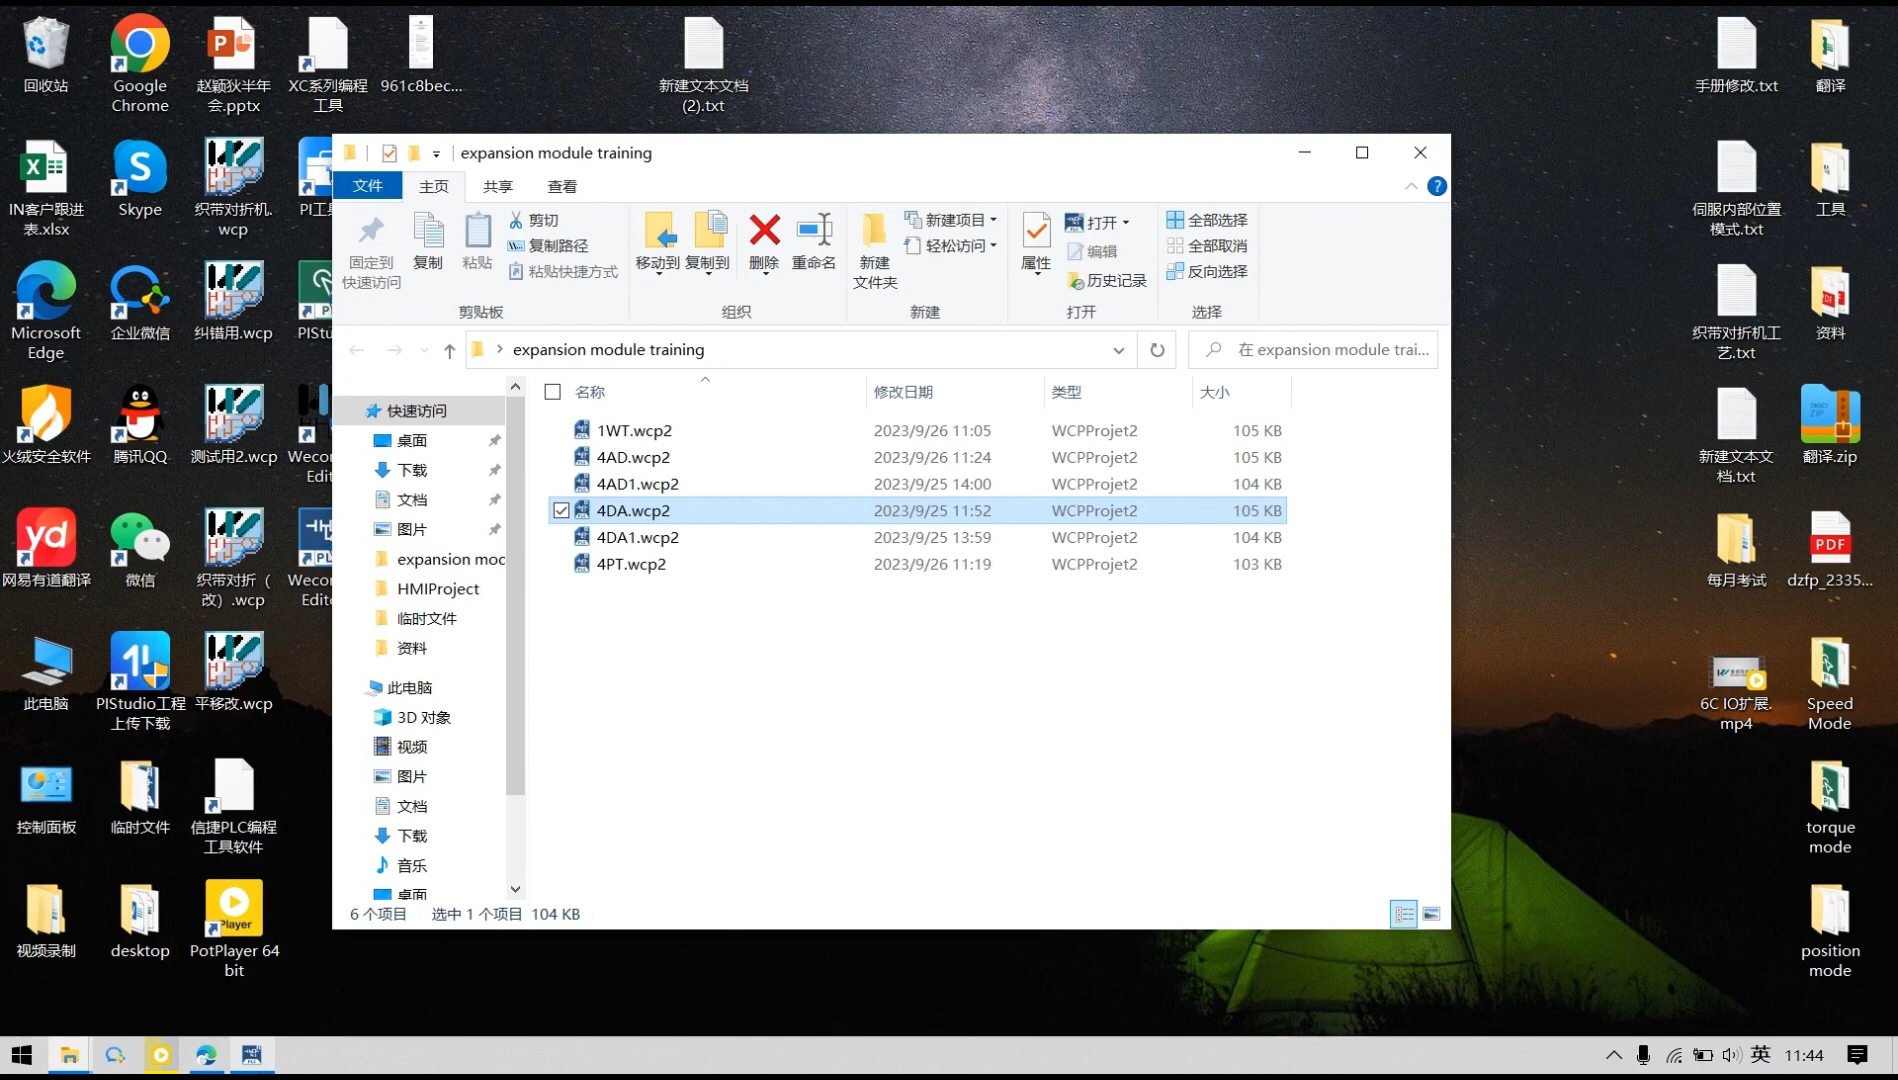 回收站
Google
Chrome
赵颖狄半年
会.pptx
XC系列编程
工具
961c8bec...
新建文本文档
(2).txt
手册修改.txt
翻译
IN客户跟进
表.xlsx
Skype
织带对折机.
wcp
伺服内部位置
模式.txt
工具
Microsoft
Edge
企业微信
纠错用.wcp
织带对折机工
艺.txt
资料
火绒安全软件
腾讯QQ
测试用2.wcp
新建文本文
档.txt
翻译.zip
网易有道翻译
微信
织带对折（
改）.wcp
每月考试
PDF
dzfp_2335...
此电脑
PIStudio工程
上传下载
平移改.wcp
6C IO扩展.
mp4
Speed
Mode
控制面板
临时文件
信捷PLC编程
工具软件
torque
mode
视频录制
desktop
Player
PotPlayer 64
bit
position
mode
expansion module training
文件
主页
共享
查看
固定到
快速访问
复制
粘贴
剪切
复制路径
粘贴快捷方式
剪贴板
移动到
复制到
删除
重命名
组织
新建
文件夹
新建项目
轻松访问
新建
属性
打开
编辑
历史记录
打开
全部选择
全部取消
反向选择
选择
expansion module training
在 expansion module trai...
快速访问
桌面
下载
文档
图片
expansion mod
HMIProject
临时文件
资料
此电脑
3D 对象
视频
图片
文档
下载
音乐
桌面
名称 修改日期 类型 大小
1WT.wcp2 2023/9/26 11:05 WCPProjet2 105 KB
4AD.wcp2 2023/9/26 11:24 WCPProjet2 105 KB
4AD1.wcp2 2023/9/25 14:00 WCPProjet2 104 KB
4DA.wcp2 2023/9/25 11:52 WCPProjet2 105 KB
4DA1.wcp2 2023/9/25 13:59 WCPProjet2 104 KB
4PT.wcp2 2023/9/26 11:19 WCPProjet2 103 KB
6 个项目 选中 1 个项目 104 KB
英 11:44